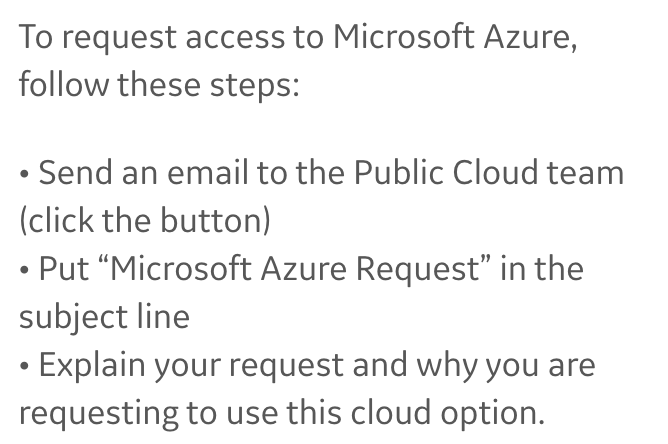 To request access to Microsoft Azure,
follow these steps:
• Send an email to the Public Cloud team
(click the button)
• Put “Microsoft Azure Request” in the
subject line
• Explain your request and why you are
requesting to use this cloud option.